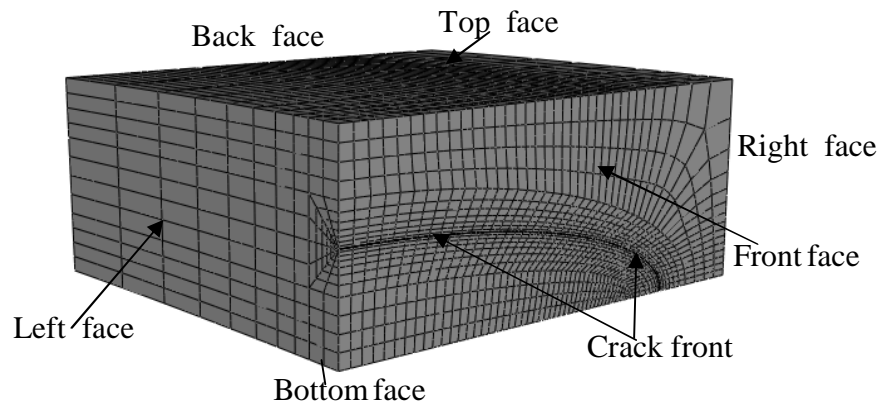 Back face
Top face
Right face
Front face
Left face
Crack front
Bottom face